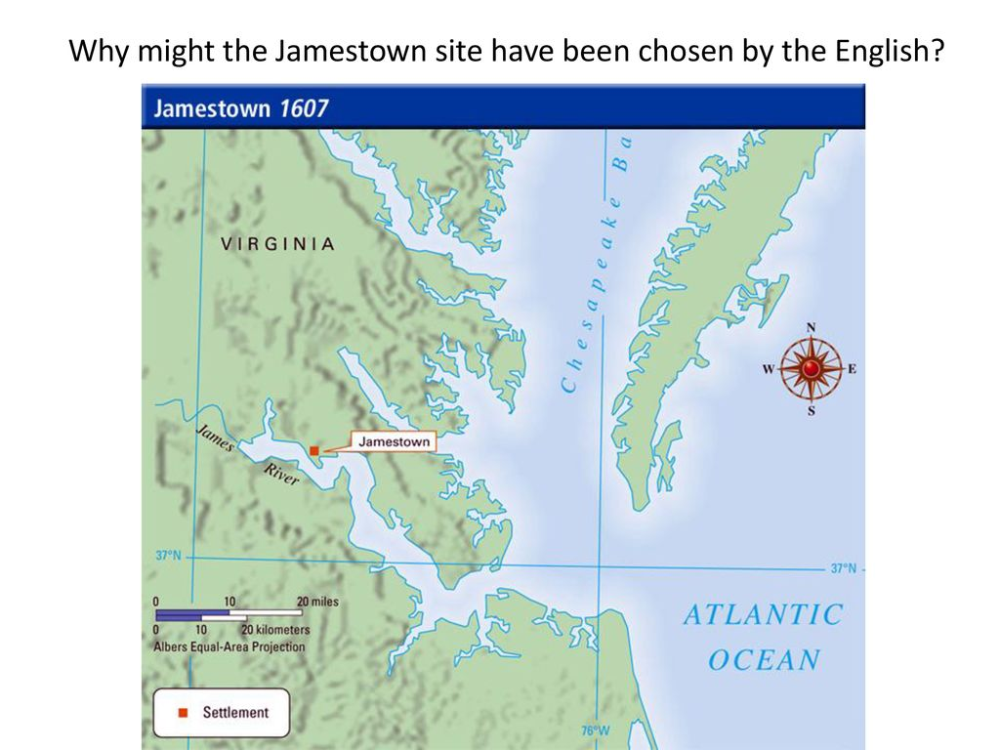 Why might the Jamestown site have been chosen by the English?
Jamestown 1607
Chesapeake Ba
VIRGINIA
N
W E
S
James
River
Jamestown
37°N 37°N
0 10 20 miles
0 10 20 kilometers
Albers Equal-Area Projection
ATLANTIC
OCEAN
Settlement
76°W